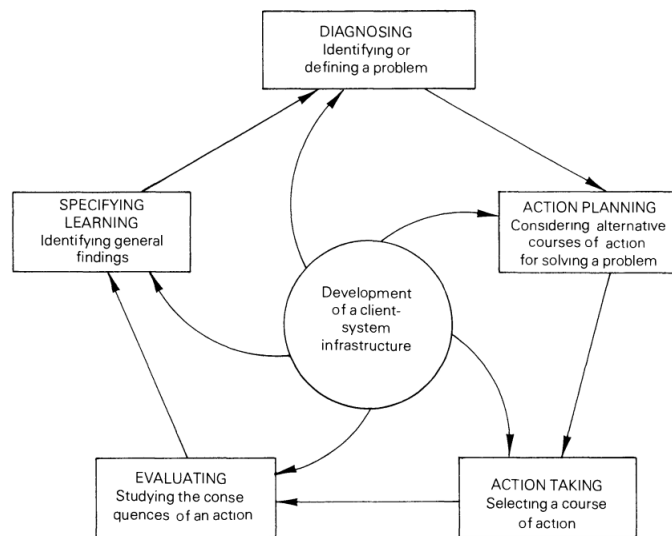 DIAGNOSING
Identifying or
defining a problem
SPECIFYING
LEARNING
Identifying general
findings
ACTION PLANNING
Considering alternative
courses of action
for solving a problem
Development
of a client-
system
infrastructure
EVALUATING
Studying the conse
quences of an action
ACTION TAKING
Selecting a course
of action